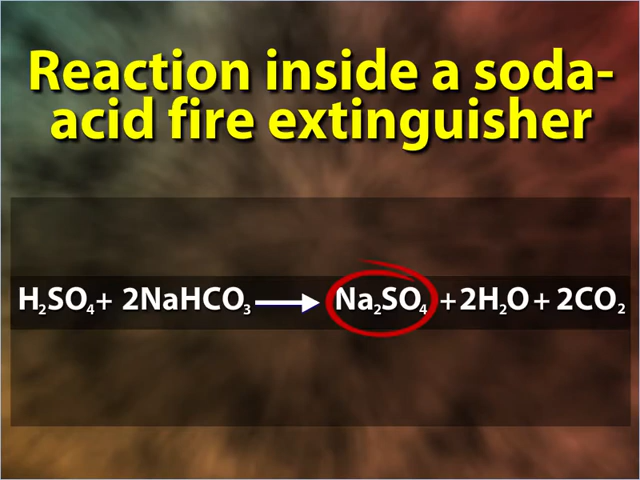 Reaction inside a soda-
acid fire extinguisher
H₂SO₄+ 2NaHCO₃ ⟶ Na₂SO₄ +2H₂O + 2CO₂